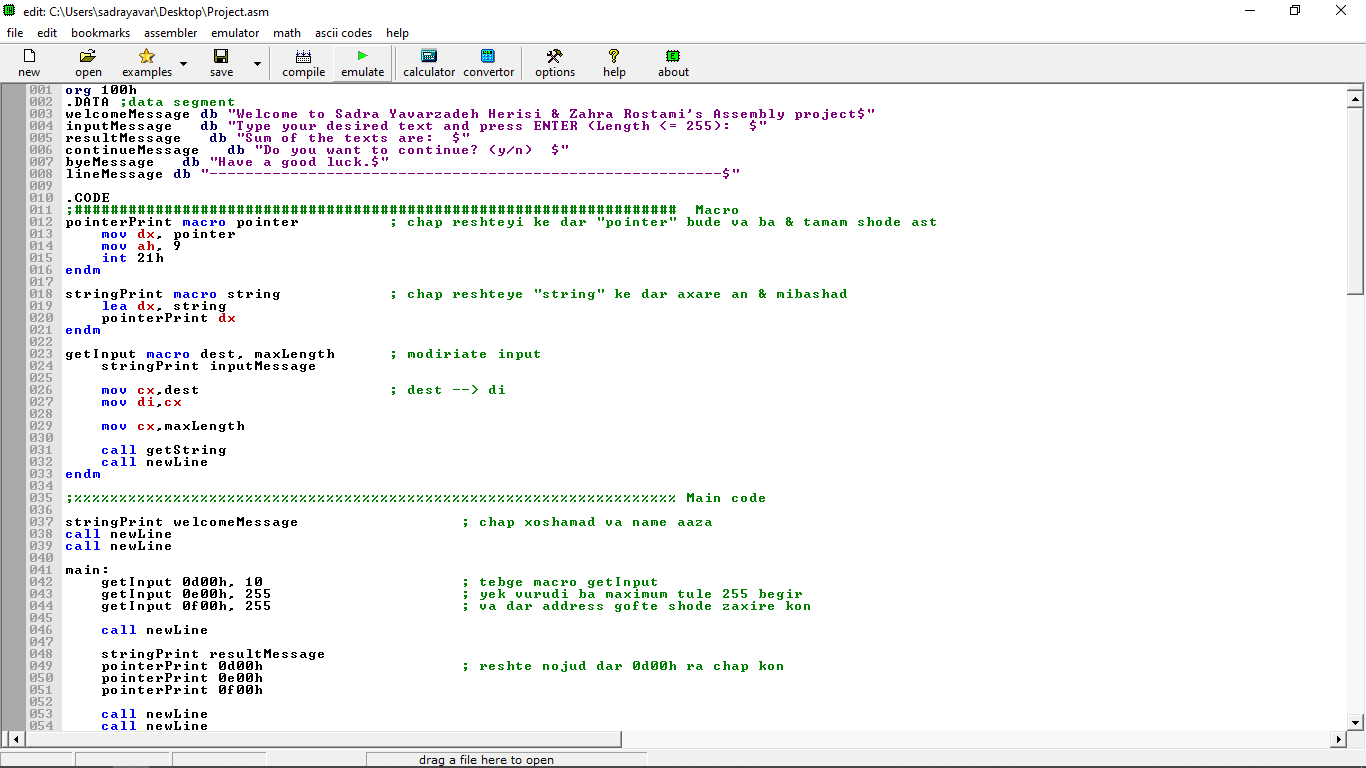 edit: C:\Users\sadrayavar\Desktop\Project.asm
file edit bookmarks assembler emulator math ascii codes help
new open examples save compile emulate calculator convertor options help about
001 org 100h
002 .DATA ;data segment
003 welcomeMessage db "Welcome to Sadra Yavarzadeh Herisi & Zahra Rostami's Assembly project$"
004 inputMessage   db "Type your desired text and press ENTER (Length <= 255):  $"
005 resultMessage   db "Sum of the texts are:  $"
006 continueMessage   db "Do you want to continue? (y/n)  $"
007 byeMessage   db "Have a good luck.$"
008 lineMessage db "---------------------------------------------------------$"
009
010 .CODE
011 ;################################################################### Macro
012 pointerPrint macro pointer          ; chap reshteyi ke dar "pointer" bude va ba & tamam shode ast
013     mov dx, pointer
014     mov ah, 9
015     int 21h
016 endm
017
018 stringPrint macro string            ; chap reshteye "string" ke dar axare an & mibashad
019     lea dx, string
020     pointerPrint dx
021 endm
022
023 getInput macro dest, maxLength      ; modiriate input
024     stringPrint inputMessage
025
026     mov cx,dest                     ; dest --> di
027     mov di,cx
028
029     mov cx,maxLength
030
031     call getString
032     call newLine
033 endm
034
035 ;%%%%%%%%%%%%%%%%%%%%%%%%%%%%%%%%%%%%%%%%%%%%%%%%%%%%%%%%%%%%%%%%%%% Main code
036
037 stringPrint welcomeMessage                  ; chap xoshamad va name aaza
038 call newLine
039 call newLine
040
041 main:
042     getInput 0d00h, 10                      ; tebge macro getInput
043     getInput 0e00h, 255                     ; yek vurudi ba maximum tule 255 begir
044     getInput 0f00h, 255                     ; va dar address gofte shode zaxire kon
045
046     call newLine
047
048     stringPrint resultMessage
049     pointerPrint 0d00h                      ; reshte nojud dar 0d00h ra chap kon
050     pointerPrint 0e00h
051     pointerPrint 0f00h
052
053     call newLine
054     call newLine
drag a file here to open